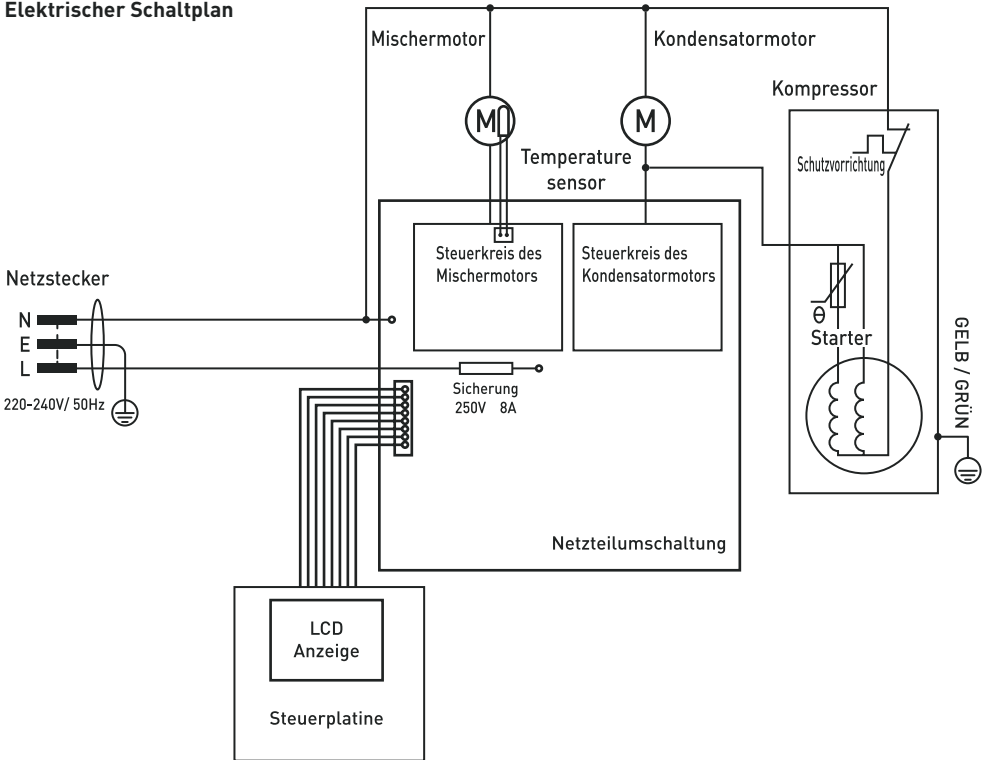 Elektrischer Schaltplan
Mischermotor
Kondensatormotor
Kompressor
M
M
Temperature
sensor
Schutzvorrichtung
Steuerkreis des
Mischermotors
Steuerkreis des
Kondensatormotors
Netzstecker
N
E
L
220-240V/ 50Hz
θ
Starter
GELB / GRÜN
Sicherung
250V 8A
Netzteilumschaltung
LCD
Anzeige
Steuerplatine